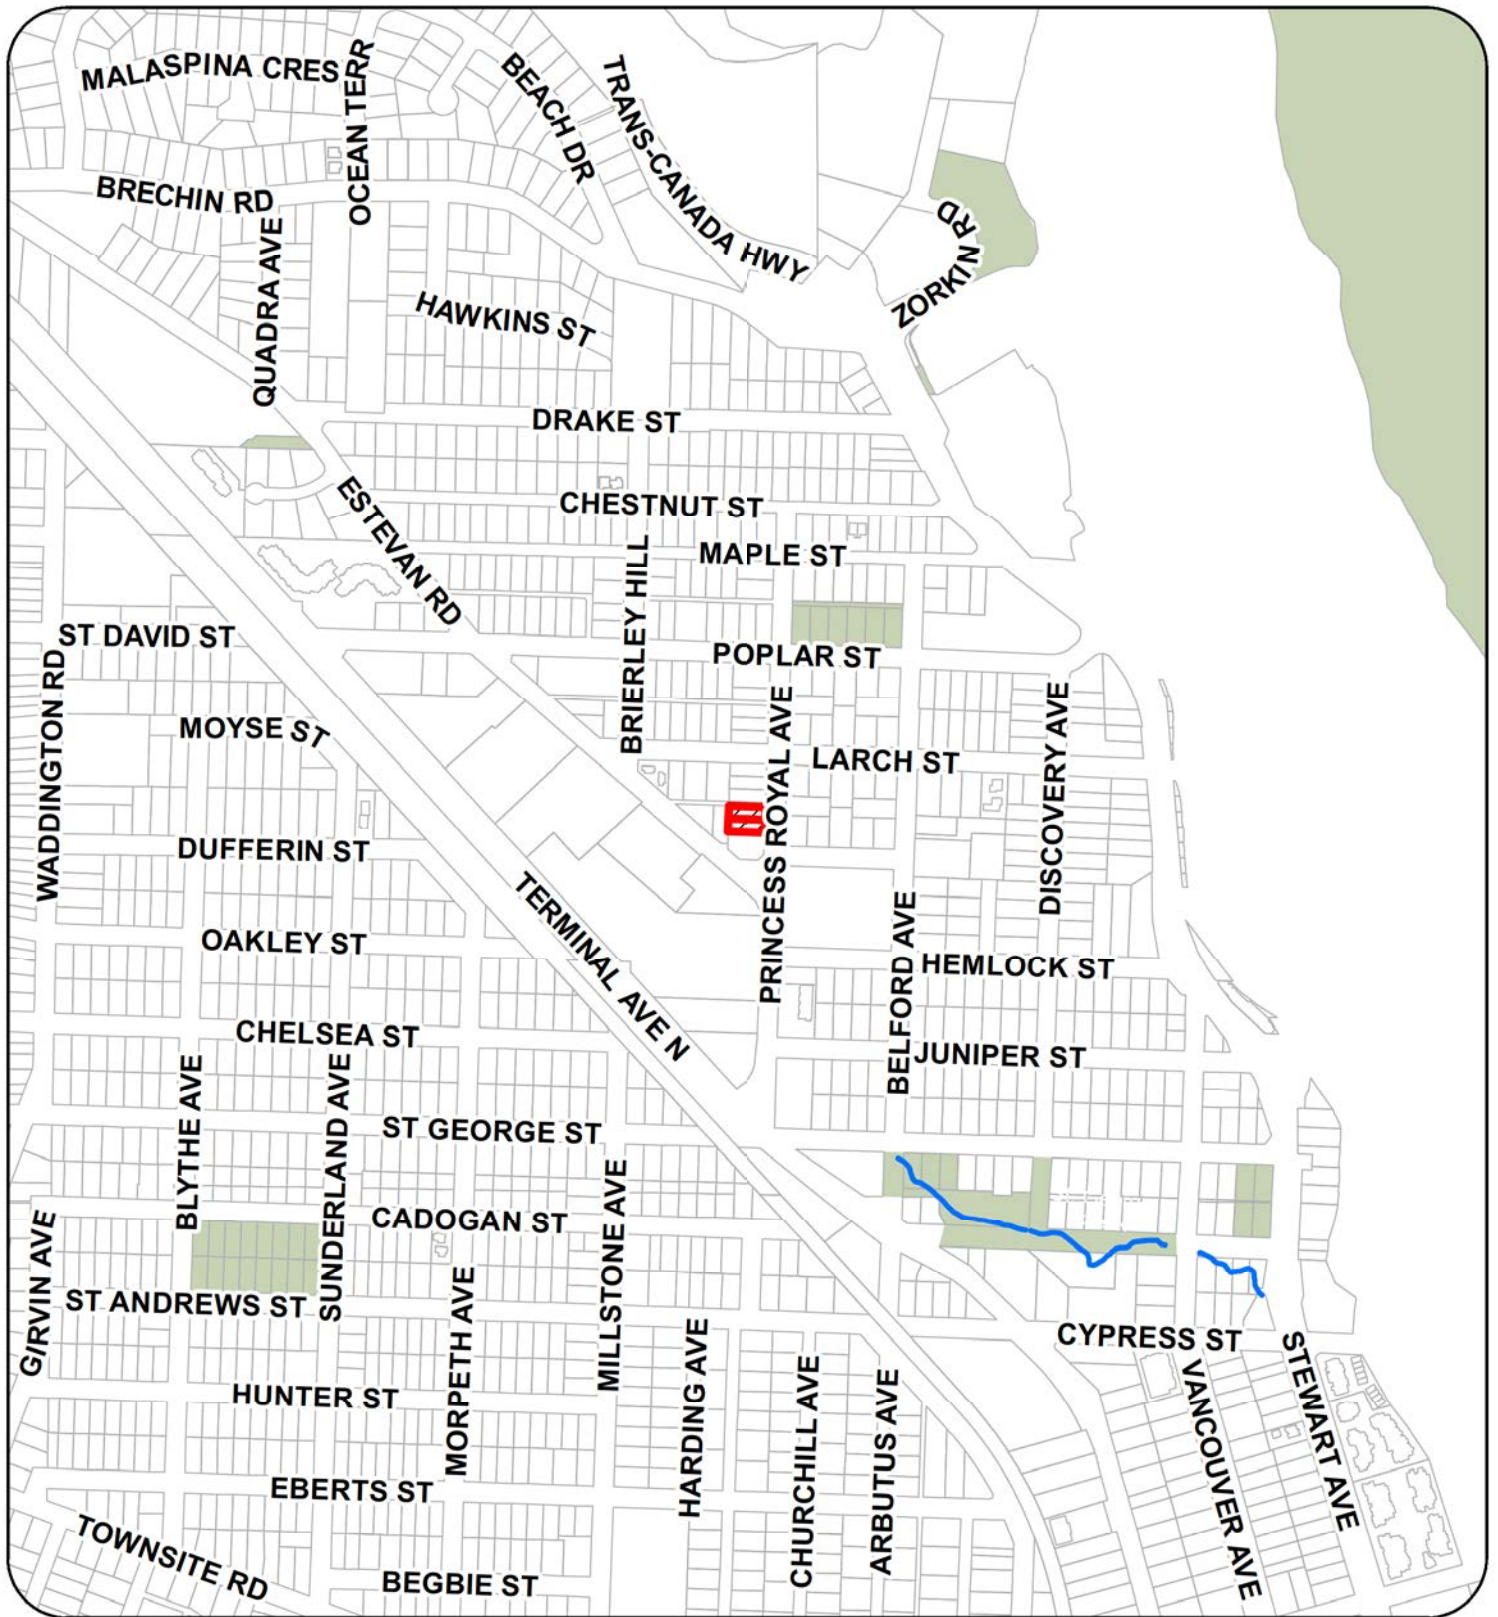 MALASPINA CRES
OCEAN TERR
BEACH DR
TRANS-CANADA HWY
BRECHIN RD
QUADRA AVE
ZORKIN RD
HAWKINS ST
DRAKE ST
CHESTNUT ST
ESTEVAN RD
MAPLE ST
BRIERLEY HILL
ST DAVID ST
POPLAR ST
WADDINGTON RD
MOYSE ST
PRINCESS ROYAL AVE
LARCH ST
DISCOVERY AVE
DUFFERIN ST
TERMINAL AVE N
OAKLEY ST
BELFORD AVE
HEMLOCK ST
CHELSEA ST
JUNIPER ST
BLYTHE AVE
SUNDERLAND AVE
ST GEORGE ST
MILLSTONE AVE
CADOGAN ST
GIRVIN AVE
ST ANDREWS ST
MORPETH AVE
HARDING AVE
CYPRESS ST
CHURCHILL AVE
ARBUTUS AVE
VANCOUVER AVE
STEWART AVE
HUNTER ST
EBERTS ST
TOWNSITE RD
BEGBIE ST